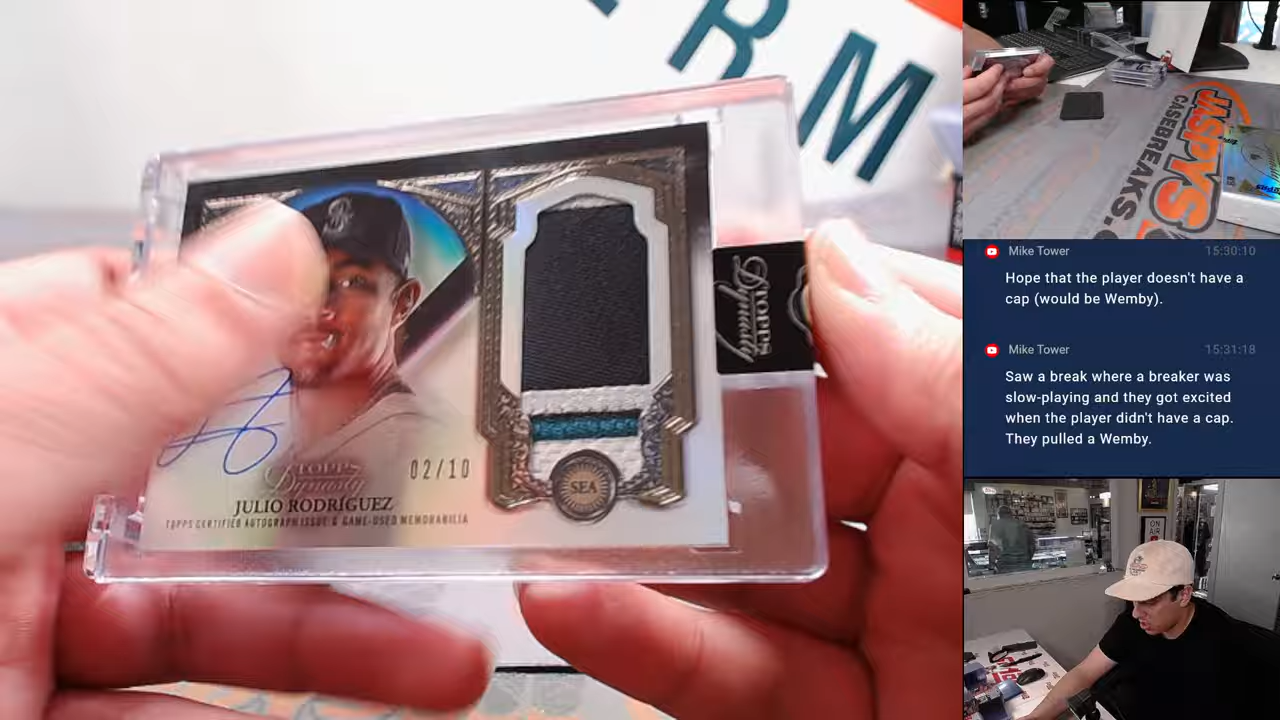 RM
TOPPS
Dynasty
TOPPS
Dynasty
02/10
JULIO RODRÍGUEZ
TOPPS CERTIFIED AUTOGRAPH ISSUE & GAME-USED MEMORABILIA
SEA
JASPYS
CASEBREAKS.
Mike Tower 15:30:10
Hope that the player doesn't have a
cap (would be Wemby).
Mike Tower 15:31:18
Saw a break where a breaker was
slow-playing and they got excited
when the player didn't have a cap.
They pulled a Wemby.
ON
AIR